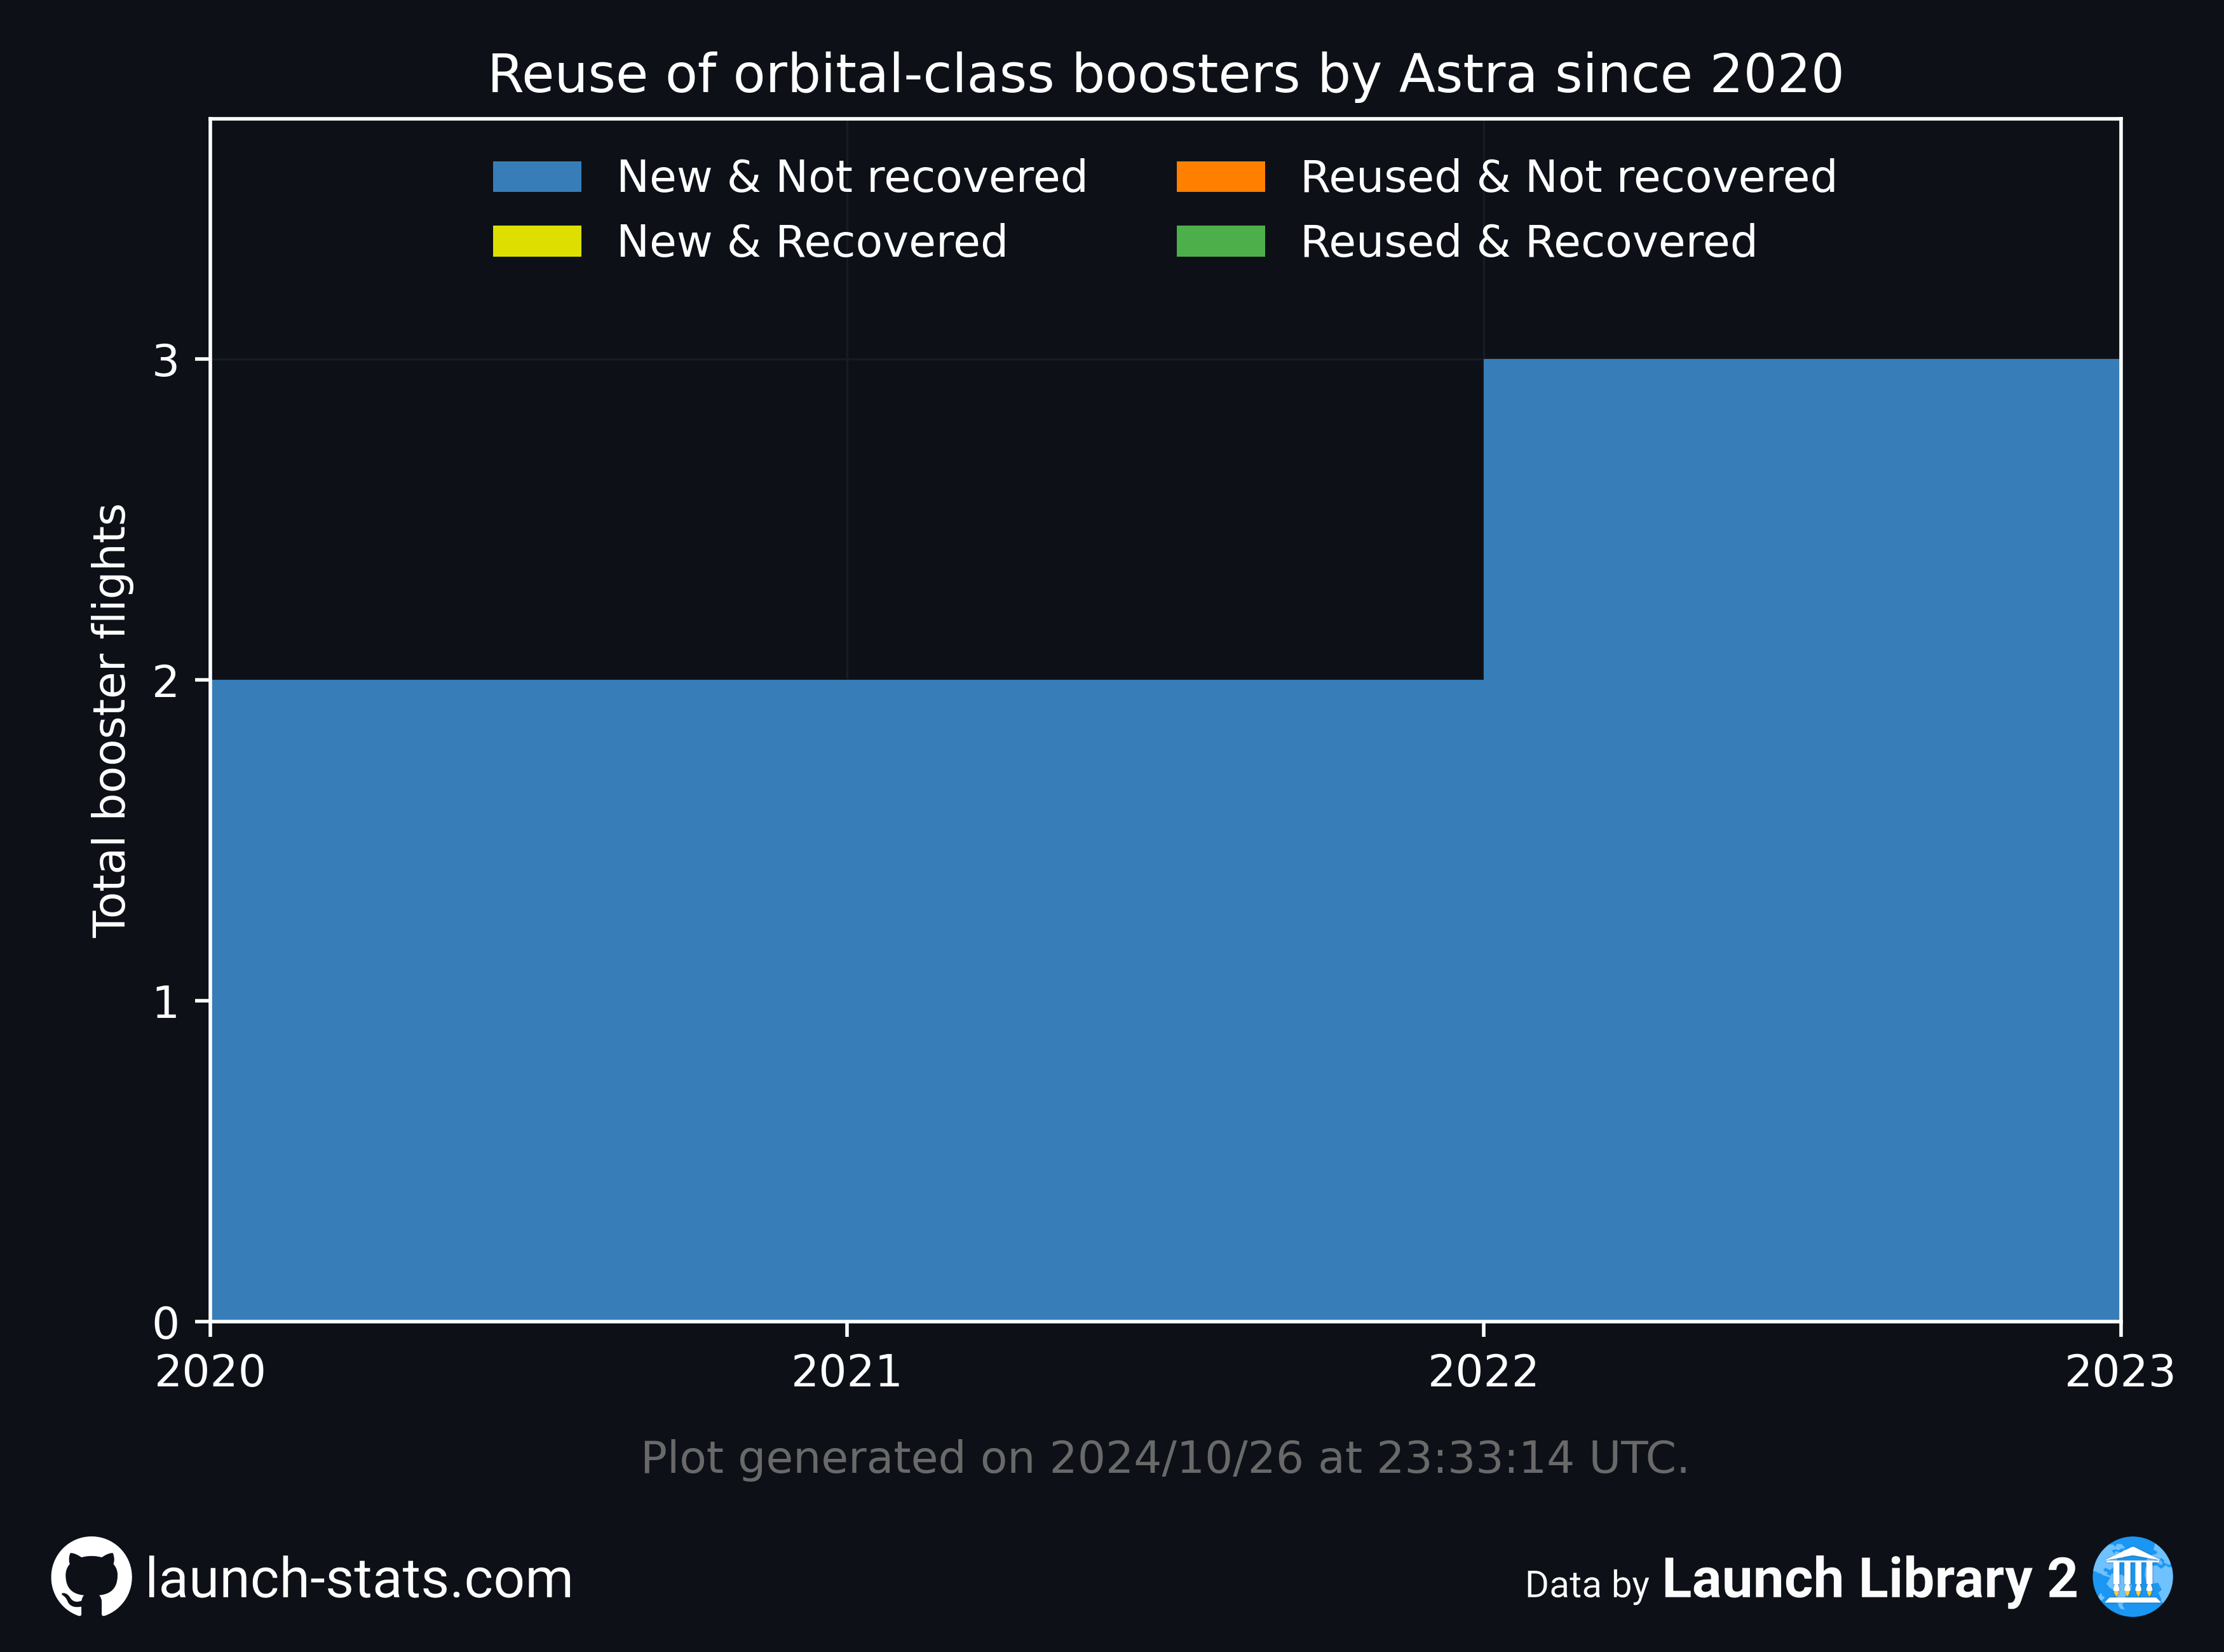 Reuse of orbital-class boosters by Astra since 2020
New & Not recovered
New & Recovered
Reused & Not recovered
Reused & Recovered
Total booster flights
3
2
1
0
2020 2021 2022 2023
Plot generated on 2024/10/26 at 23:33:14 UTC.
launch-stats.com
Data by Launch Library 2